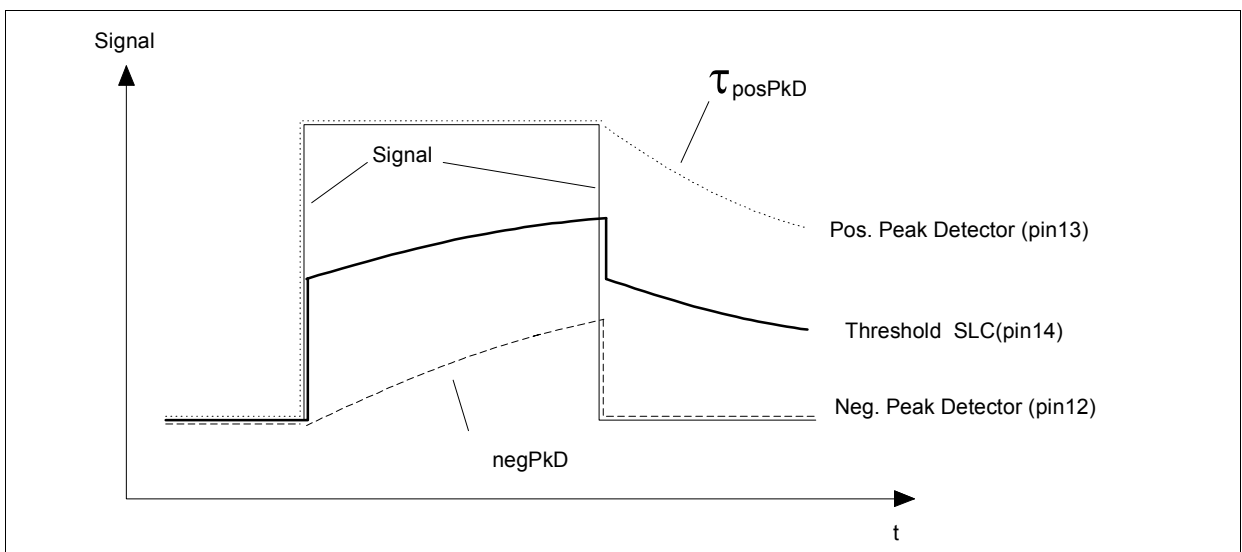 Signal
τposPkD
Signal
Pos. Peak Detector (pin13)
Threshold SLC(pin14)
Neg. Peak Detector (pin12)
negPkD
t